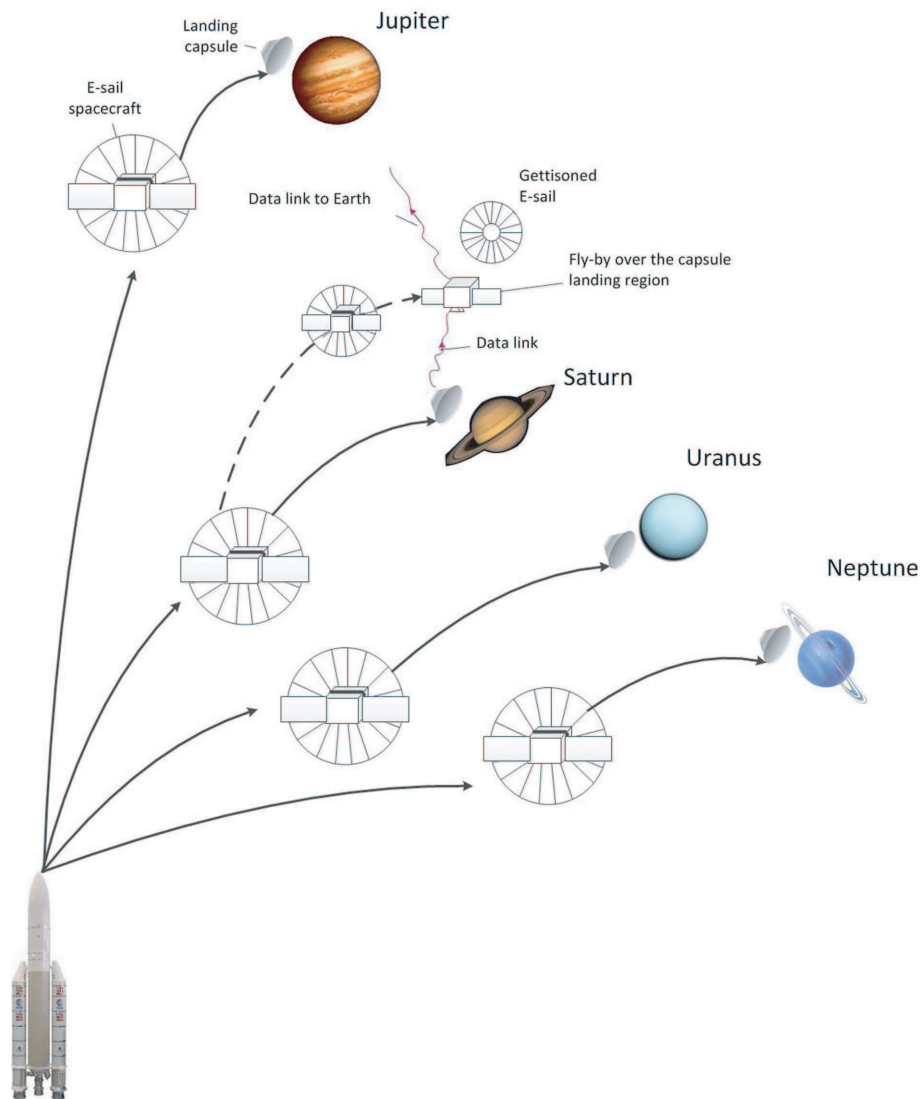 Jupiter
Landing
capsule
E-sail
spacecraft
Gettisoned
E-sail
Data link to Earth
Fly-by over the capsule
landing region
Data link
Saturn
Uranus
Neptune